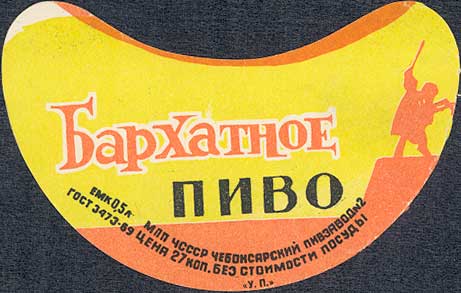 Бархатное
ПИВО
ЕМК 0,5л МПП ЧССР ЧЕБОКСАРСКИЙ ПИВЗАВОД №2
ГОСТ 3473-69 ЦЕНА 27 КОП. БЕЗ СТОИМОСТИ ПОСУДЫ
"У. П."